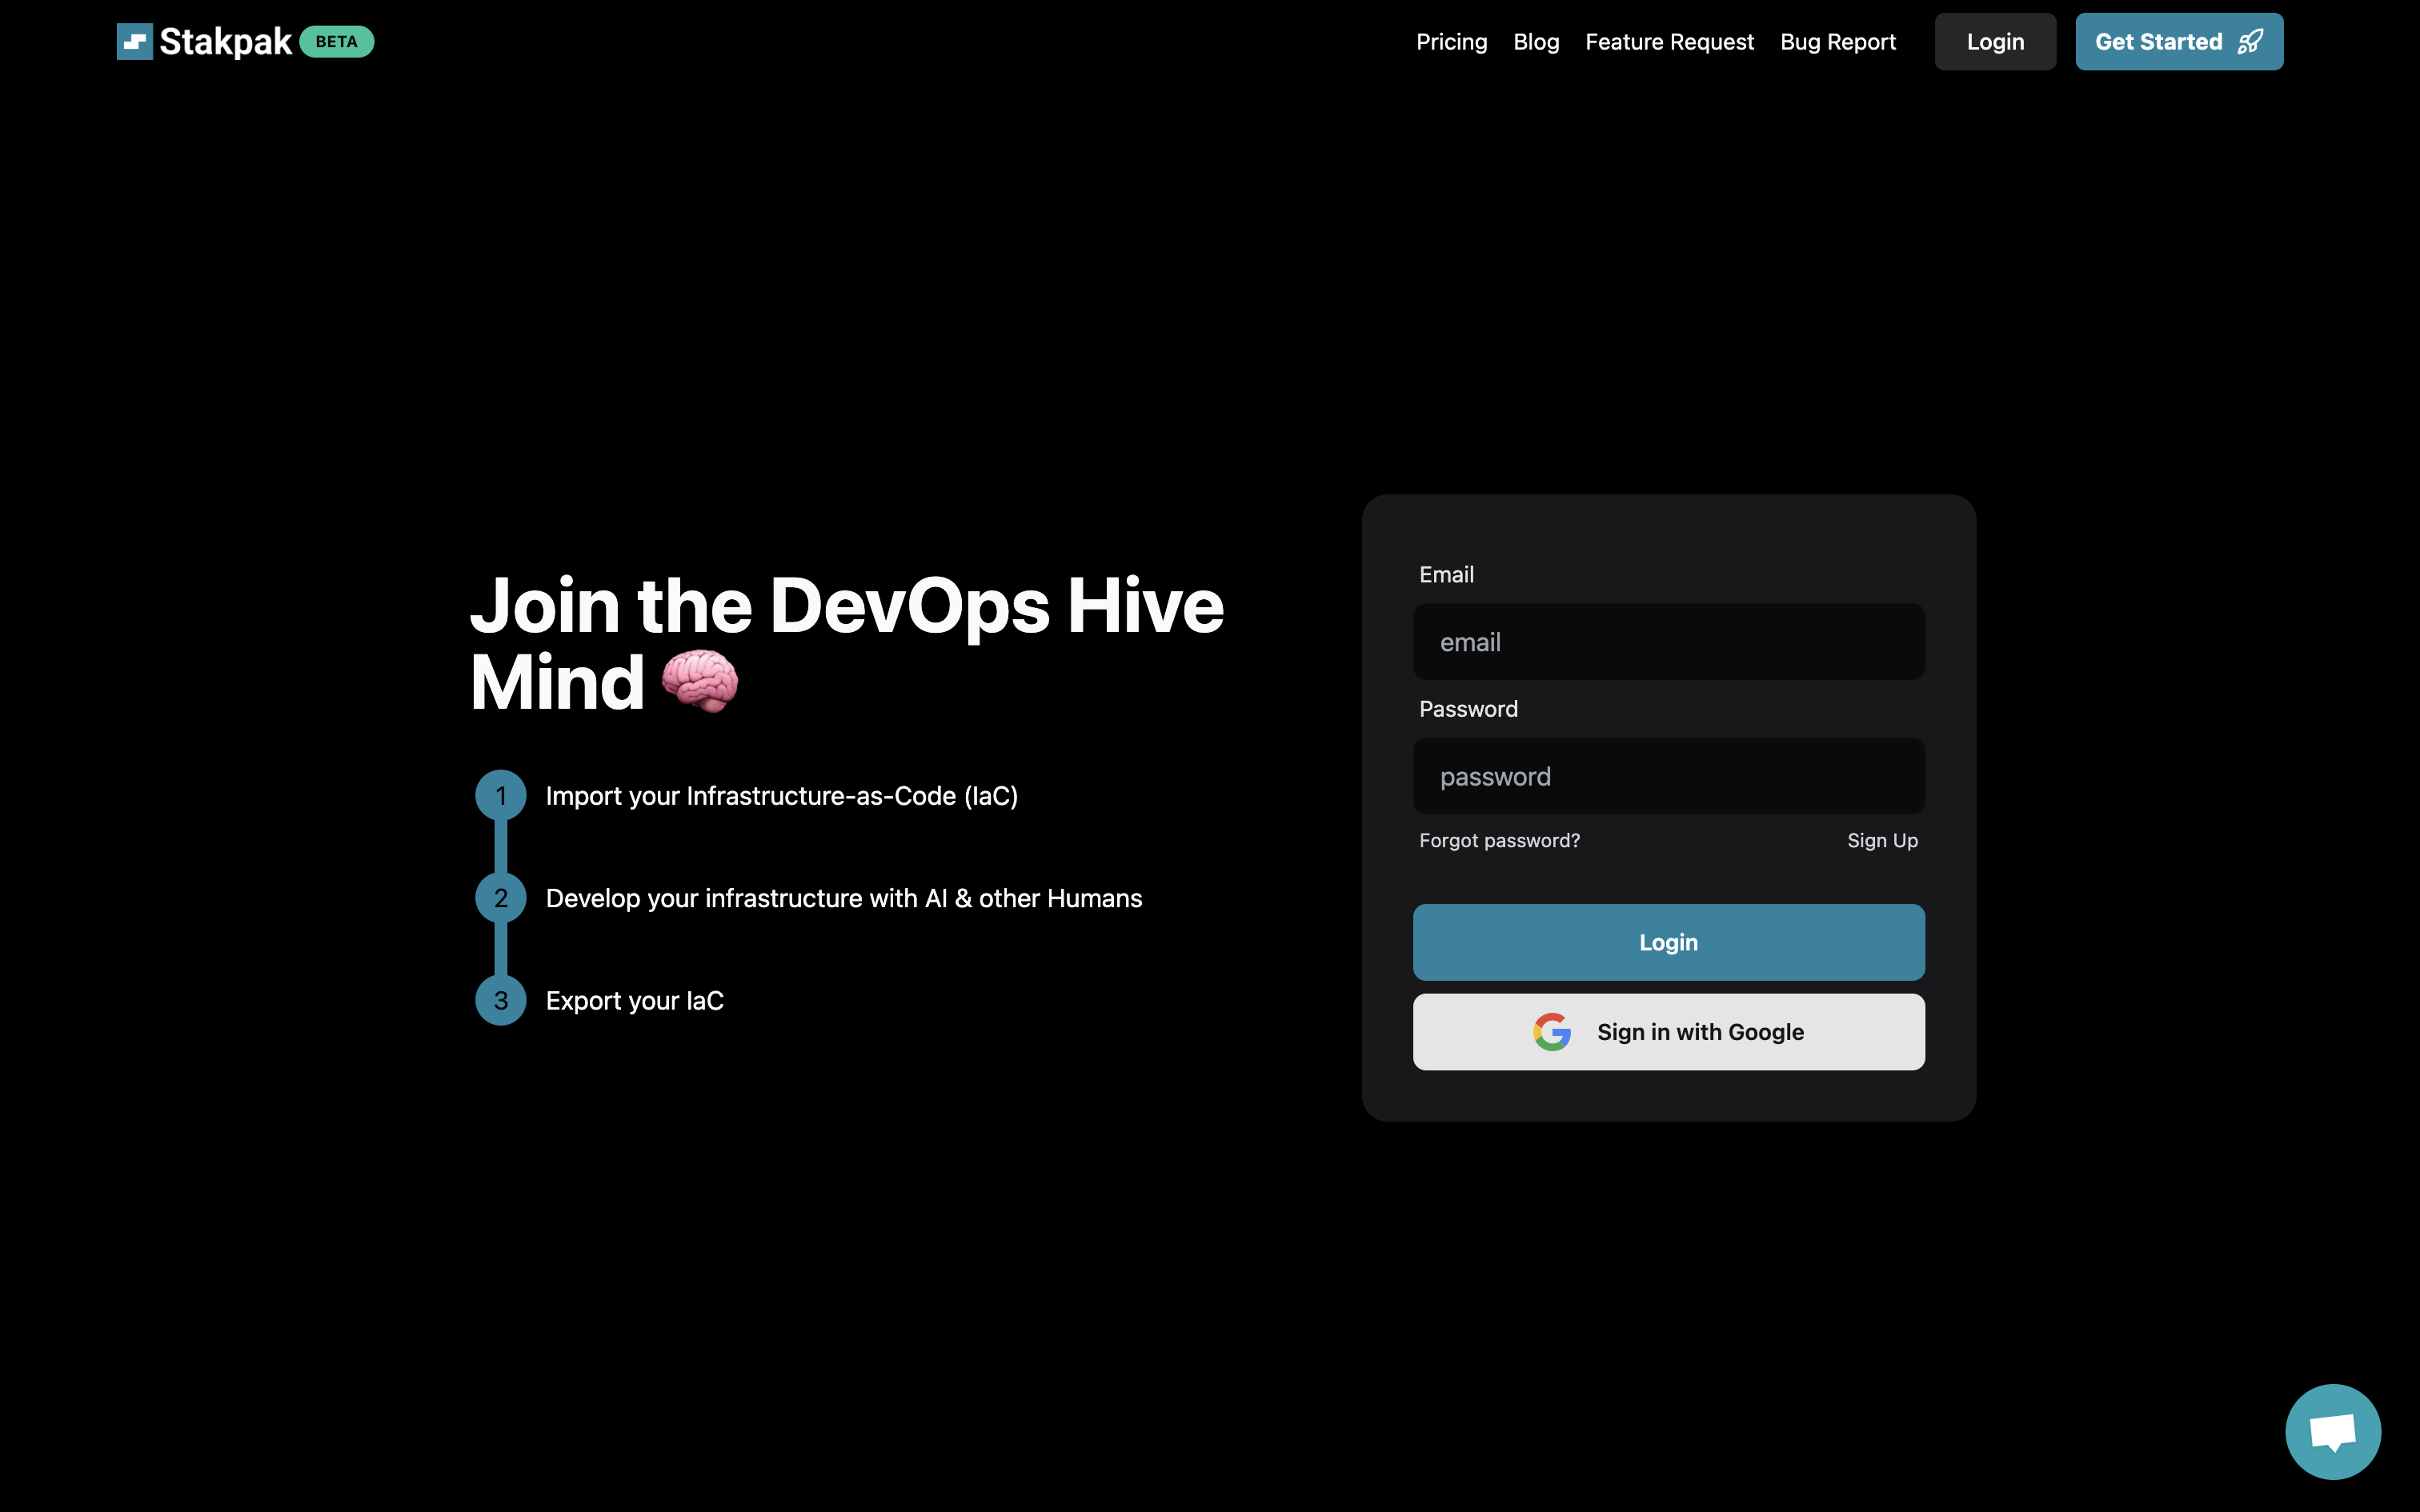 Stakpak BETA
Pricing Blog Feature Request Bug Report Login Get Started
Join the DevOps Hive
Mind 🧠
1 Import your Infrastructure-as-Code (IaC)
2 Develop your infrastructure with AI & other Humans
3 Export your IaC
Email
email
Password
password
Forgot password? Sign Up
Login
Sign in with Google